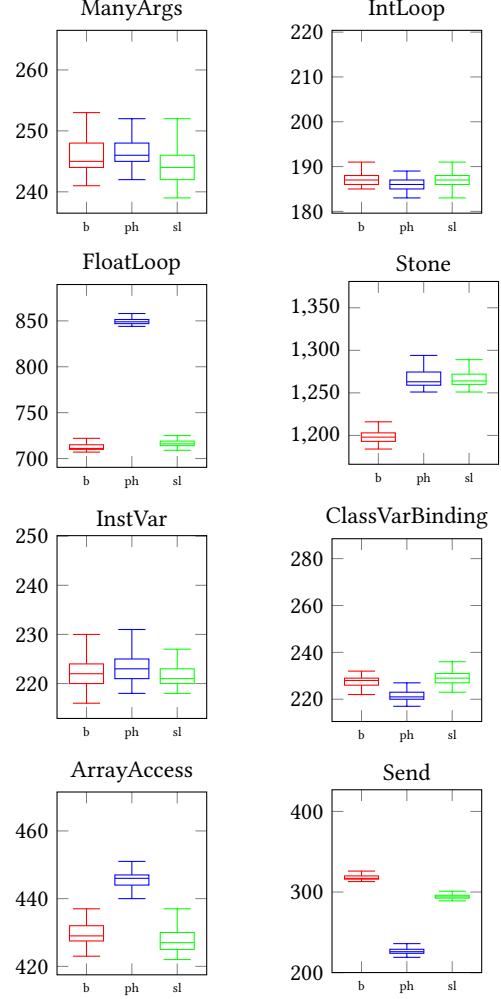 ManyArgs
260
250
240
b ph sl
IntLoop
220
210
200
190
180
b ph sl
FloatLoop
850
800
750
700
b ph sl
Stone
1,350
1,300
1,250
1,200
b ph sl
InstVar
250
240
230
220
b ph sl
ClassVarBinding
280
260
240
220
b ph sl
ArrayAccess
460
440
420
b ph sl
Send
400
300
200
b ph sl